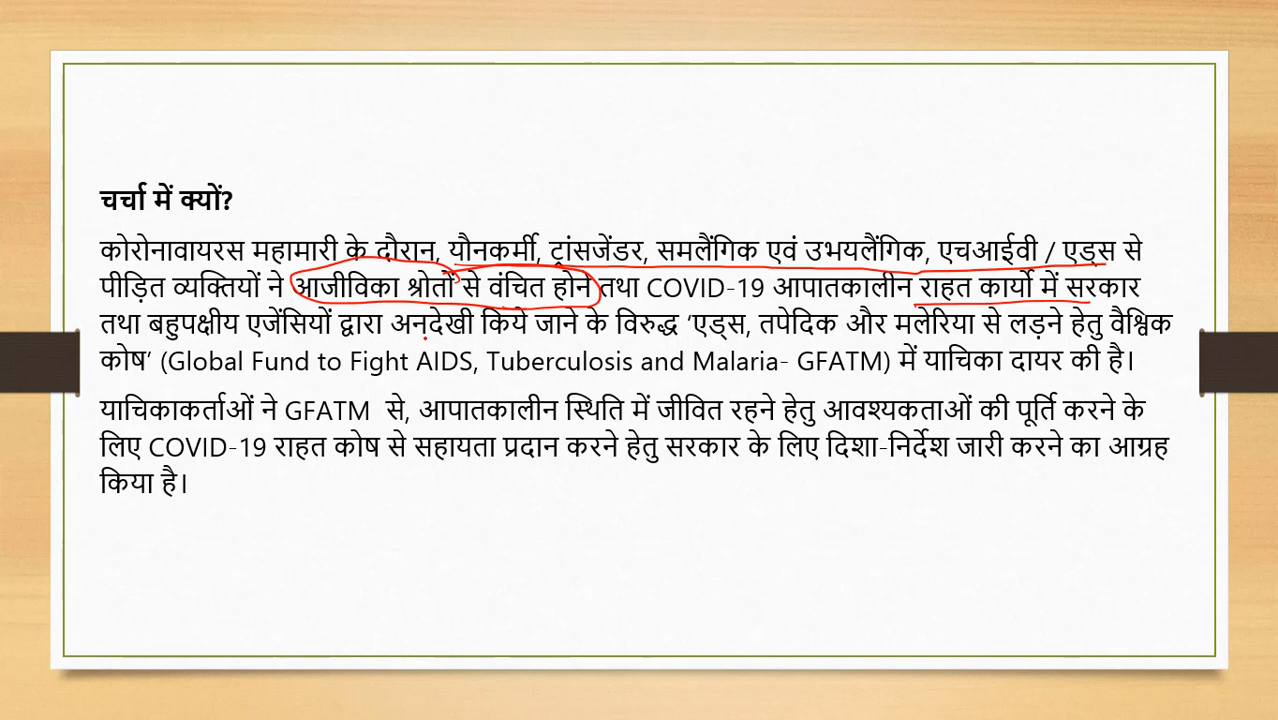 चर्चा में क्यों?
कोरोनावायरस महामारी के दौरान, यौनकर्मी, ट्रांसजेंडर, समलैंगिक एवं उभयलैंगिक, एचआईवी / एड्स से
पीड़ित व्यक्तियों ने आजीविका श्रोतों से वंचित होने तथा COVID-19 आपातकालीन राहत कार्यो में सरकार
तथा बहुपक्षीय एजेंसियों द्वारा अनदेखी किये जाने के विरुद्ध ‘एड्स, तपेदिक और मलेरिया से लड़ने हेतु वैश्विक
कोष’ (Global Fund to Fight AIDS, Tuberculosis and Malaria- GFATM) में याचिका दायर की है।
याचिकाकर्ताओं ने GFATM से, आपातकालीन स्थिति में जीवित रहने हेतु आवश्यकताओं की पूर्ति करने के
लिए COVID-19 राहत कोष से सहायता प्रदान करने हेतु सरकार के लिए दिशा-निर्देश जारी करने का आग्रह
किया है।